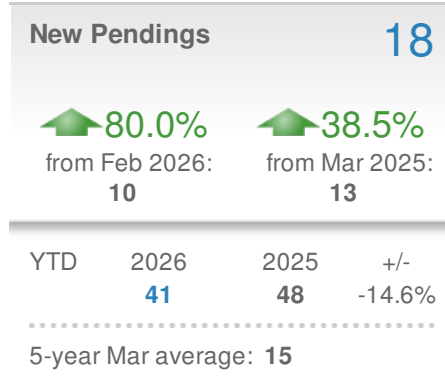 New Pendings 18
80.0% 38.5%
from Feb 2026: from Mar 2025:
10 13
YTD 2026 2025 +/-
41 48 -14.6%
5-year Mar average: 15